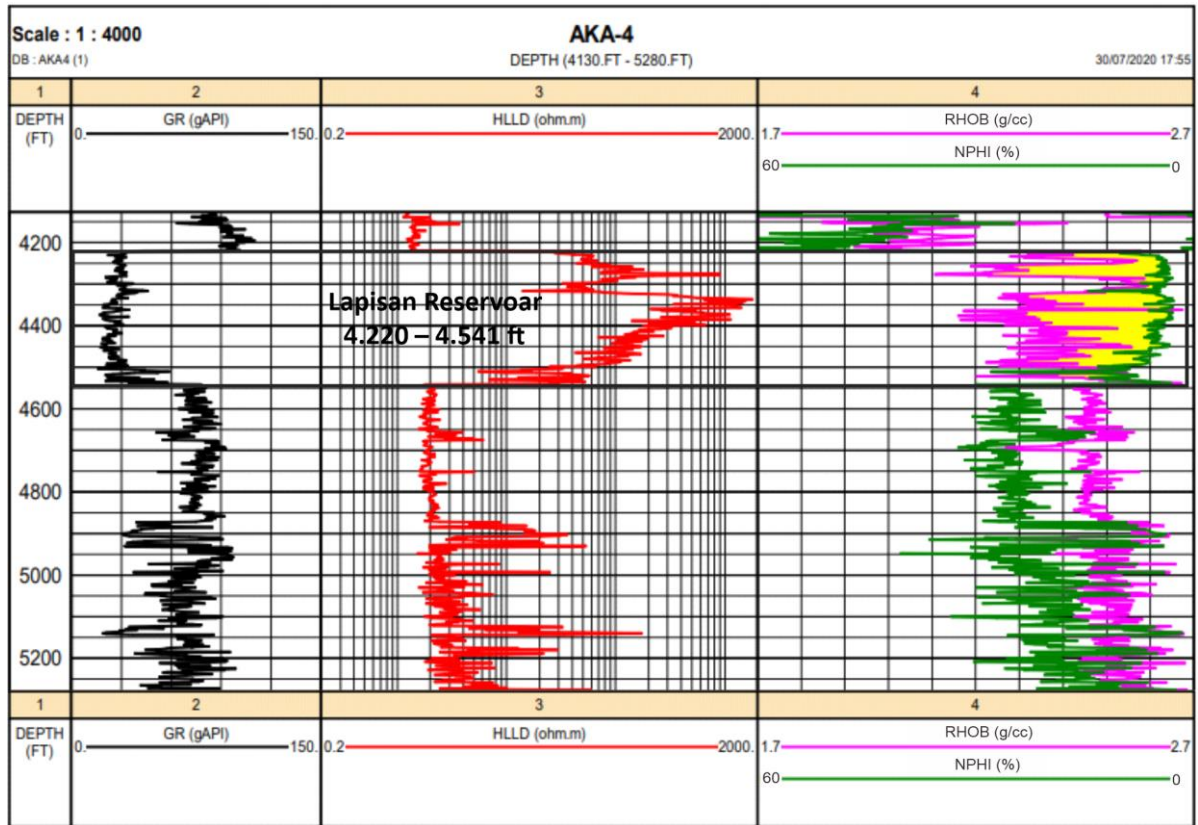 Scale : 1 : 4000
AKA-4
DB : AKA4 (1)
DEPTH (4130.FT - 5280.FT)
30/07/2020 17:55
1 2 3 4
DEPTH
(FT)
GR (gAPI)
0. 150.
HLLD (ohm.m)
0.2 2000.
RHOB (g/cc)
1.7 2.7
NPHI (%)
60 0
4200
Lapisan Reservoar
4.220 – 4.541 ft
4400
4600
4800
5000
5200
1 2 3 4
DEPTH
(FT)
GR (gAPI)
0. 150.
HLLD (ohm.m)
0.2 2000.
RHOB (g/cc)
1.7 2.7
NPHI (%)
60 0